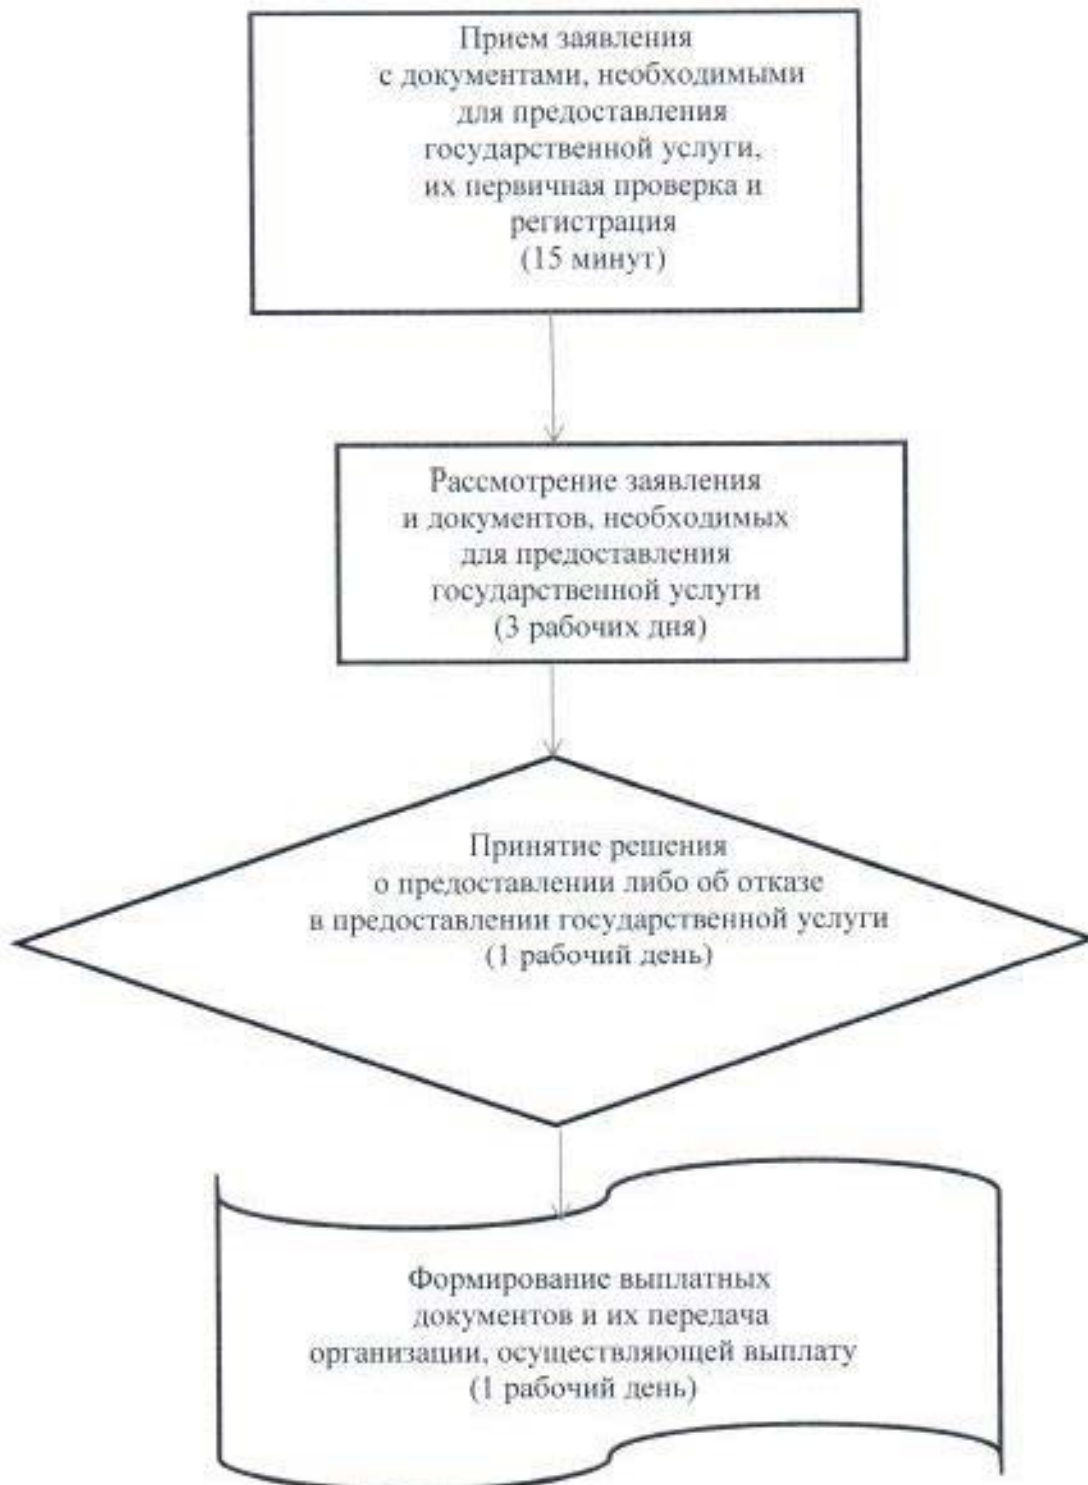 Прием заявления
с документами, необходимыми
для предоставления
государственной услуги,
их первичная проверка и
регистрация
(15 минут)
Рассмотрение заявления
и документов, необходимых
для предоставления
государственной услуги
(3 рабочих дня)
Принятие решения
о предоставлении либо об отказе
в предоставлении государственной услуги
(1 рабочий день)
Формирование выплатных
документов и их передача
организации, осуществляющей выплату
(1 рабочий день)